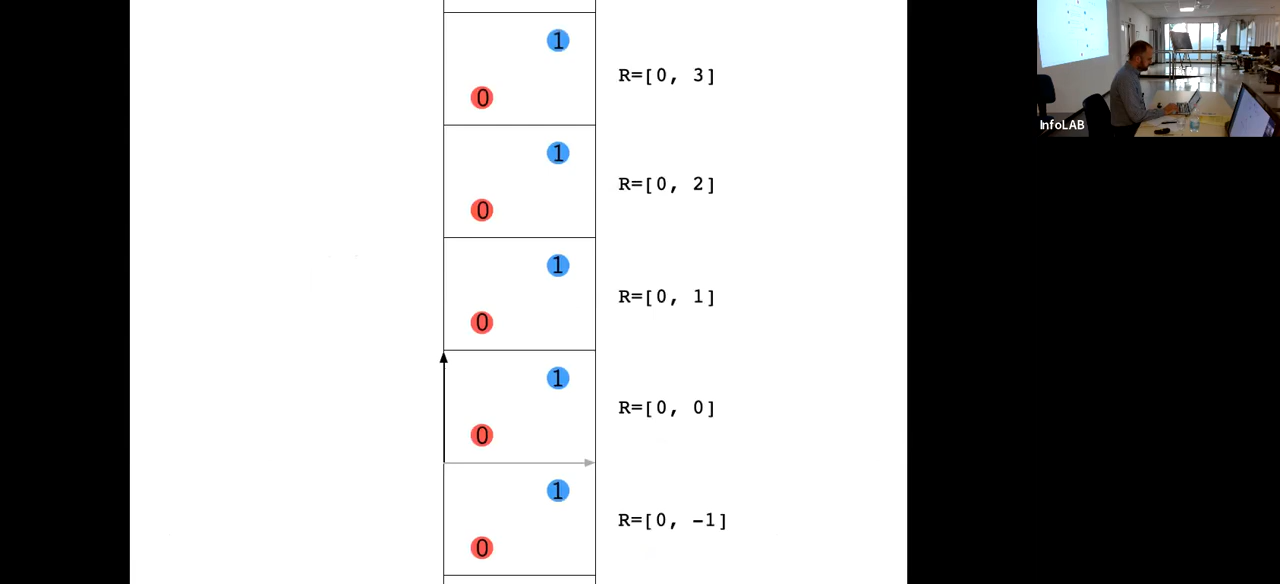 1
R=[0, 3]
0
1
R=[0, 2]
0
1
R=[0, 1]
0
1
R=[0, 0]
0
1
R=[0, -1]
0
InfoLAB